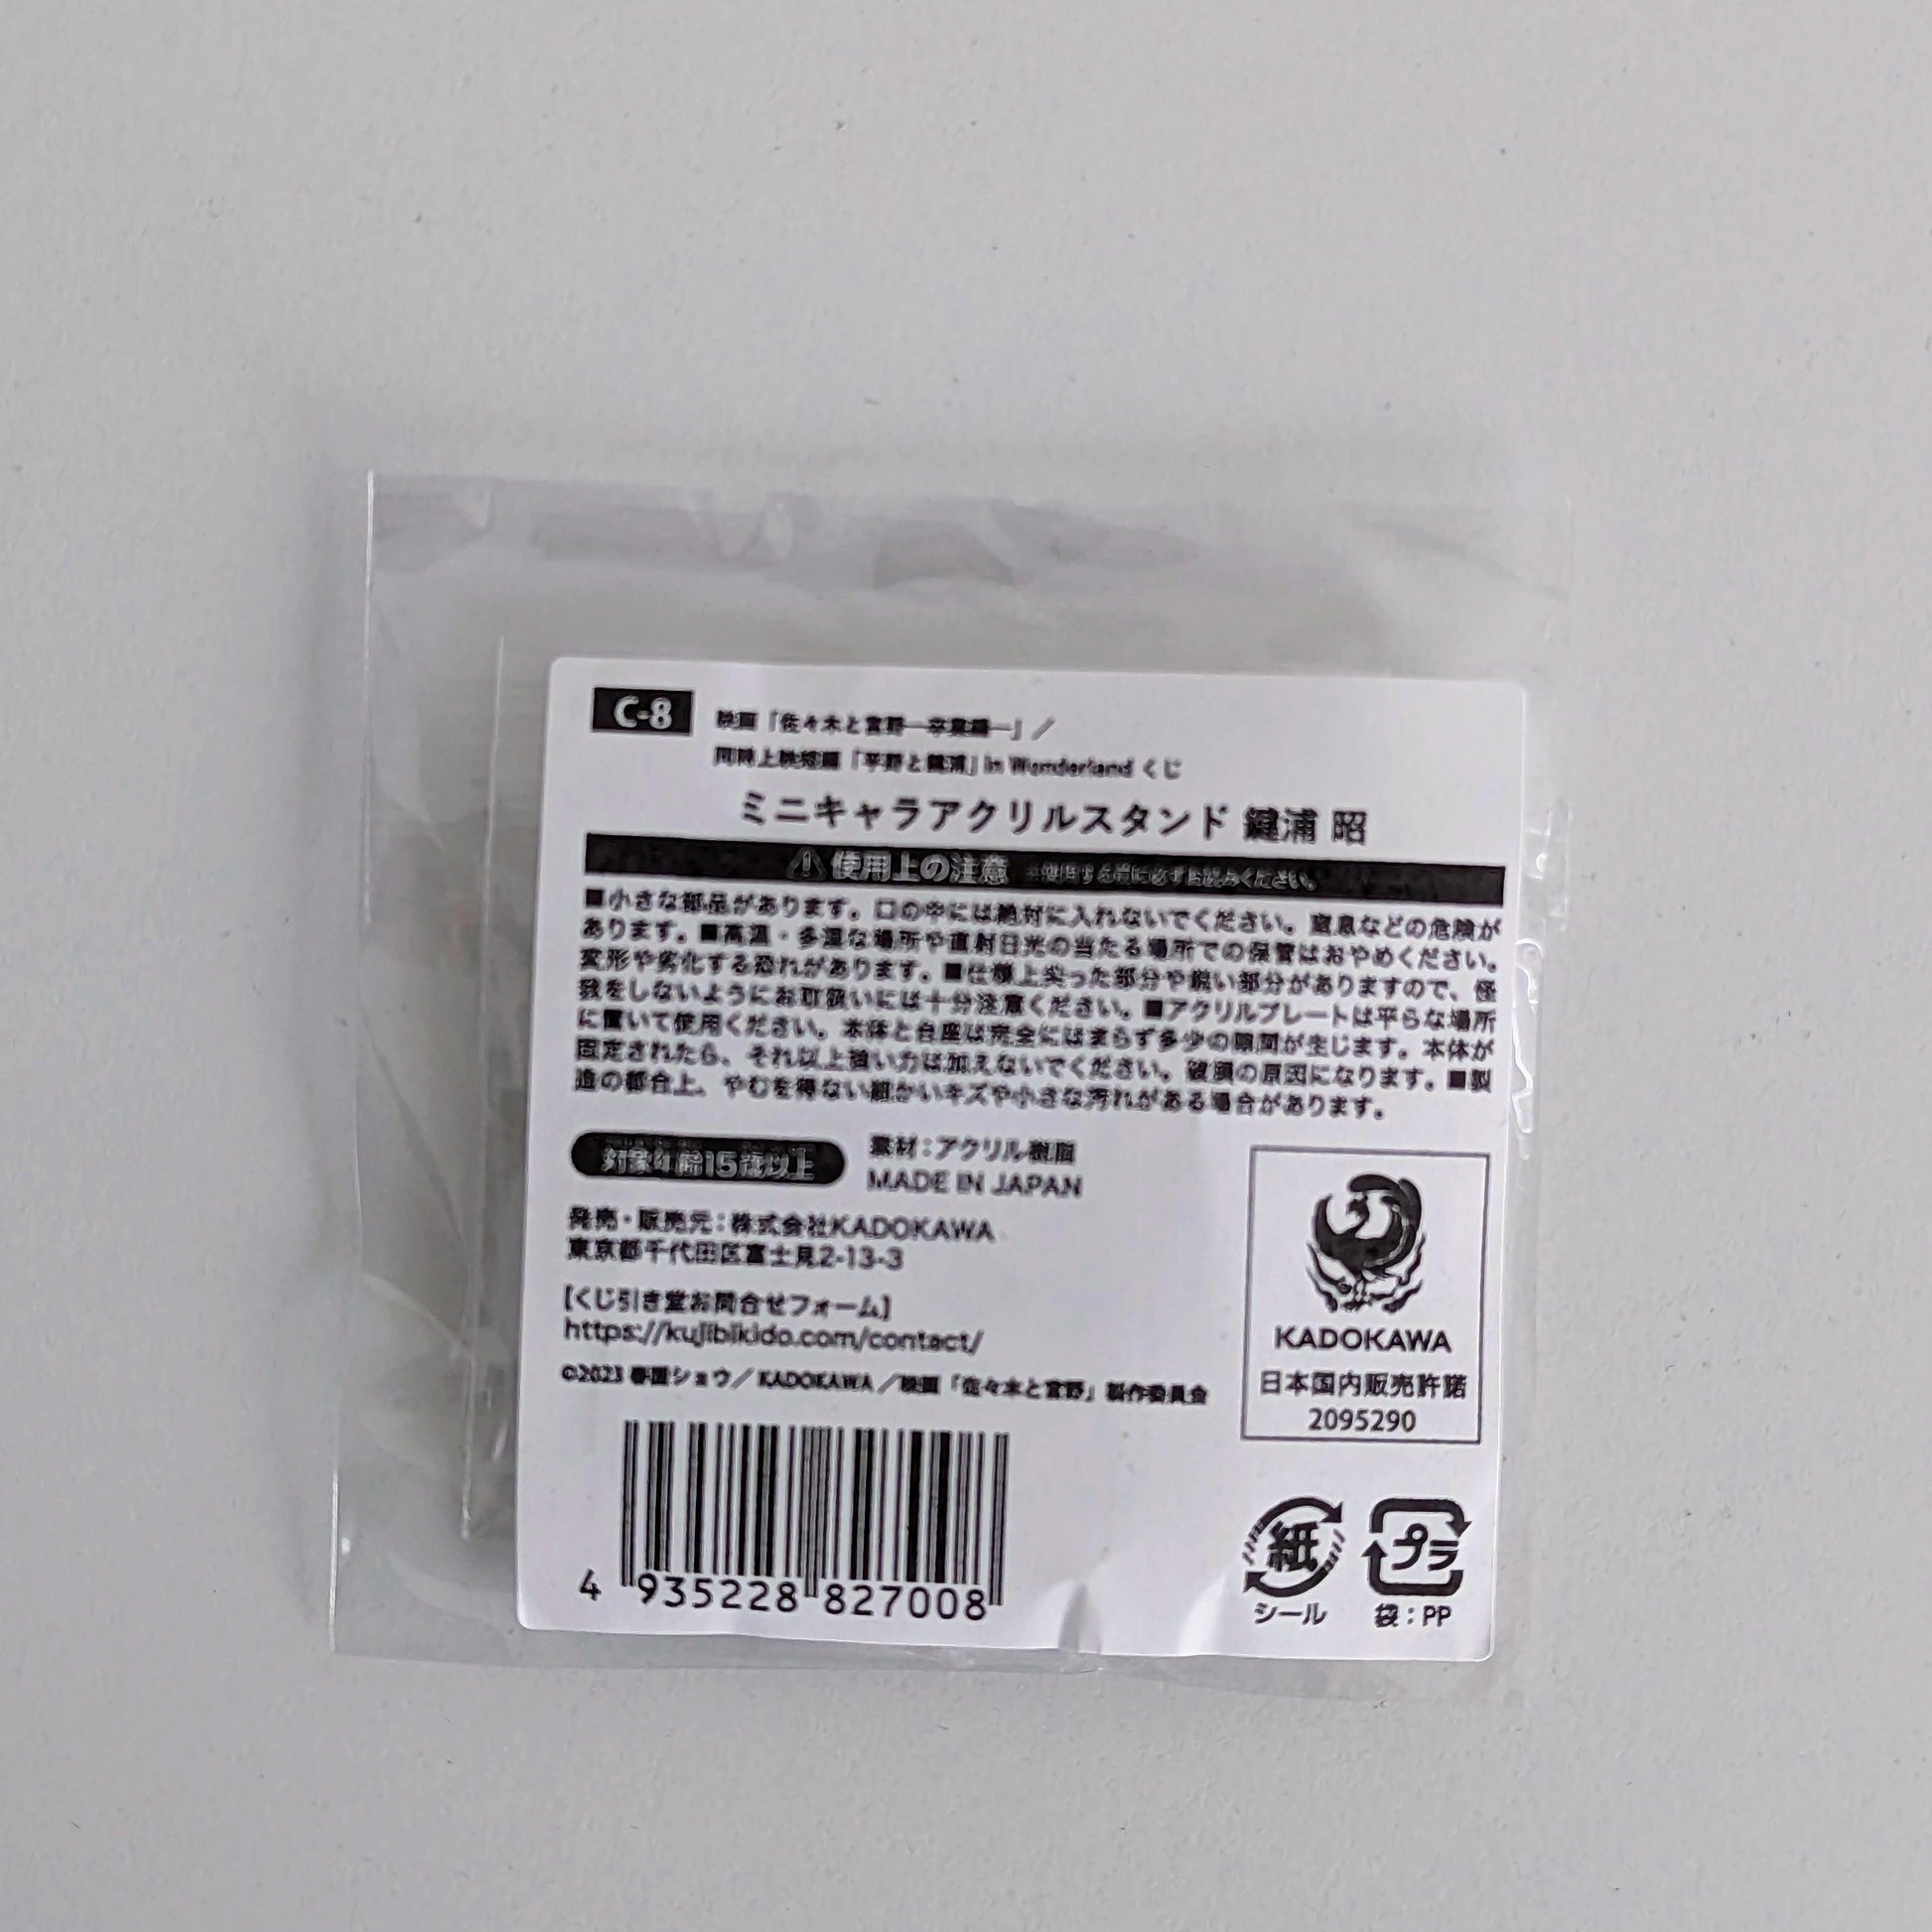 C-8
映画「佐々木と宮野―卒業編―」／
同時上映短編「平野と鍵浦」in Wonderland くじ
ミニキャラアクリルスタンド 鍵浦 昭
⚠使用上の注意 ※使用する前に必ずお読みください。
■小さな部品があります。口の中には絶対に入れないでください。窒息などの危険が
あります。■高温・多湿な場所や直射日光の当たる場所での保管はおやめください。
変形や劣化する恐れがあります。■仕様上尖った部分や鋭い部分がありますので、怪
我をしないようにお取扱いには十分注意ください。■アクリルプレートは平らな場所
に置いて使用ください。本体と台座は完全にはまらず多少の隙間が生じます。本体が
固定されたら、それ以上強い力は加えないでください。破損の原因になります。■製
造の都合上、やむを得ない細かいキズや小さな汚れがある場合があります。
対象年齢15歳以上
素材：アクリル樹脂
MADE IN JAPAN
発売・販売元：株式会社KADOKAWA
東京都千代田区富士見2-13-3
【くじ引き堂お問合せフォーム】
https://kujibikido.com/contact/
©2023 春園ショウ／KADOKAWA／映画「佐々木と宮野」製作委員会
KADOKAWA
日本国内販売許諾
2095290
4 935228 827008
紙
シール
プラ
袋：PP